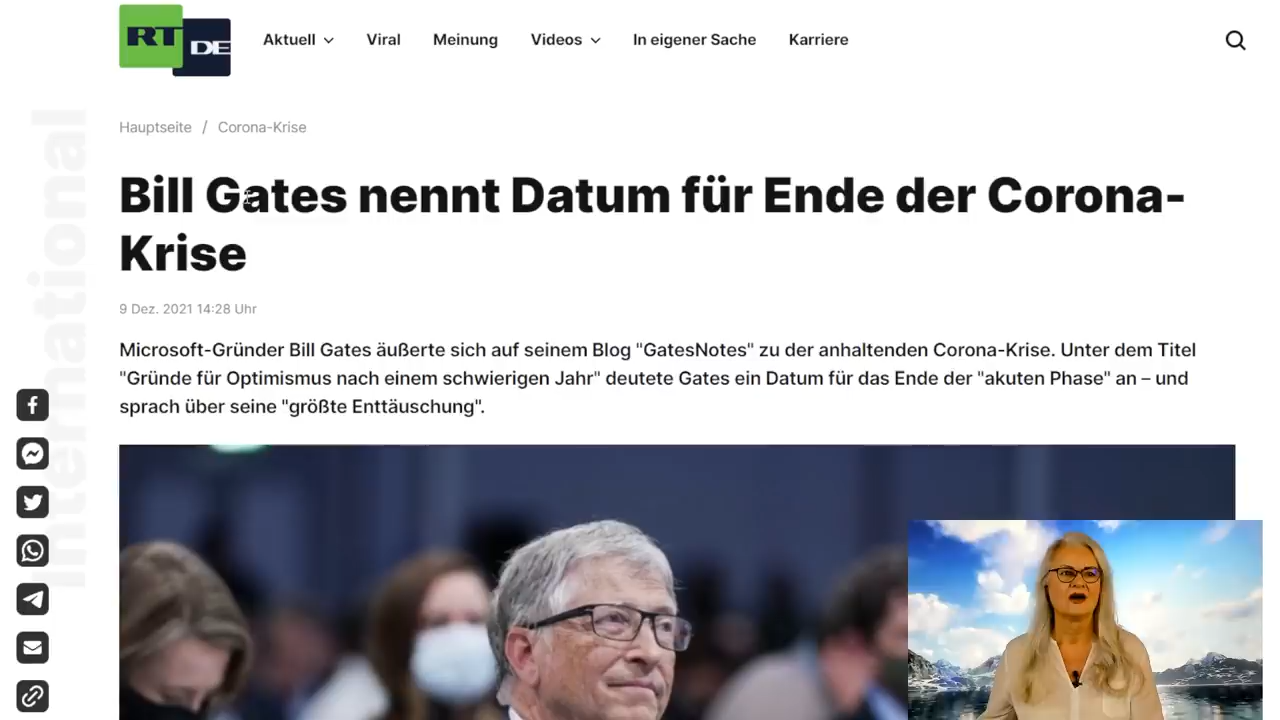 RT DE
Aktuell
Viral
Meinung
Videos
In eigener Sache
Karriere
International
Hauptseite / Corona-Krise
Bill Gates nennt Datum für Ende der Corona-
Krise
9 Dez. 2021 14:28 Uhr
Microsoft-Gründer Bill Gates äußerte sich auf seinem Blog "GatesNotes" zu der anhaltenden Corona-Krise. Unter dem Titel
"Gründe für Optimismus nach einem schwierigen Jahr" deutete Gates ein Datum für das Ende der "akuten Phase" an – und
sprach über seine "größte Enttäuschung".